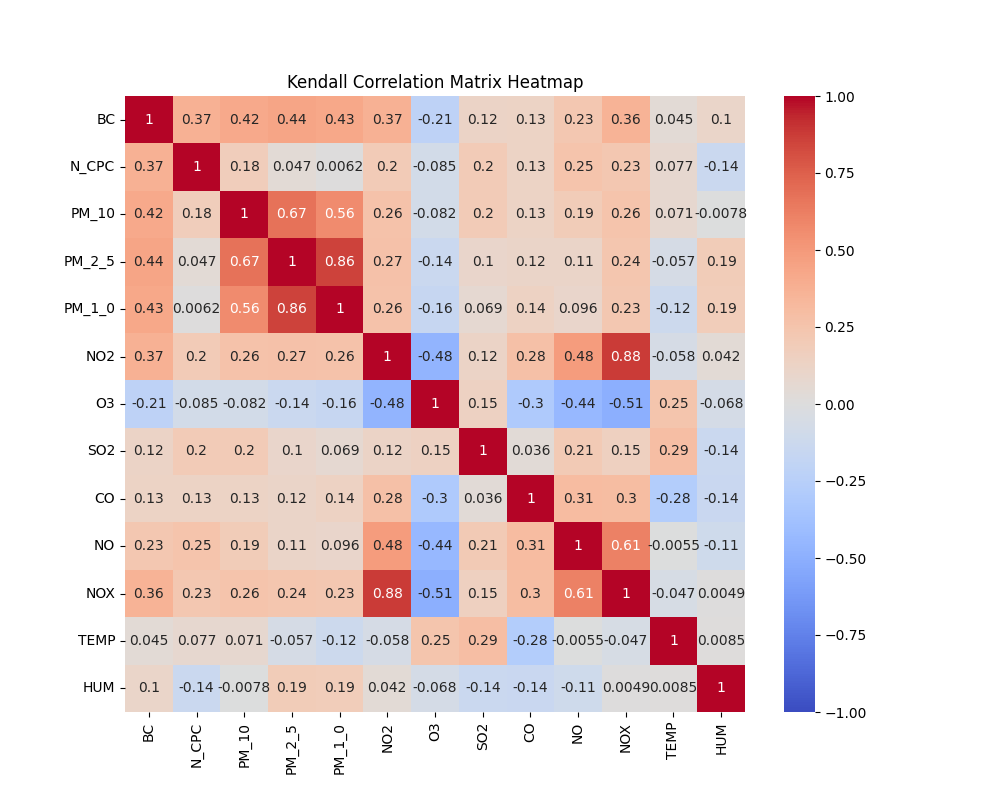 Kendall Correlation Matrix Heatmap
BC 1 0.37 0.42 0.44 0.43 0.37 -0.21 0.12 0.13 0.23 0.36 0.045 0.1
N_CPC 0.37 1 0.18 0.047 0.0062 0.2 -0.085 0.2 0.13 0.25 0.23 0.077 -0.14
PM_10 0.42 0.18 1 0.67 0.56 0.26 -0.082 0.2 0.13 0.19 0.26 0.071 -0.0078
PM_2_5 0.44 0.047 0.67 1 0.86 0.27 -0.14 0.1 0.12 0.11 0.24 -0.057 0.19
PM_1_0 0.43 0.0062 0.56 0.86 1 0.26 -0.16 0.069 0.14 0.096 0.23 -0.12 0.19
NO2 0.37 0.2 0.26 0.27 0.26 1 -0.48 0.12 0.28 0.48 0.88 -0.058 0.042
O3 -0.21 -0.085 -0.082 -0.14 -0.16 -0.48 1 0.15 -0.3 -0.44 -0.51 0.25 -0.068
SO2 0.12 0.2 0.2 0.1 0.069 0.12 0.15 1 0.036 0.21 0.15 0.29 -0.14
CO 0.13 0.13 0.13 0.12 0.14 0.28 -0.3 0.036 1 0.31 0.3 -0.28 -0.14
NO 0.23 0.25 0.19 0.11 0.096 0.48 -0.44 0.21 0.31 1 0.61 -0.0055 -0.11
NOX 0.36 0.23 0.26 0.24 0.23 0.88 -0.51 0.15 0.3 0.61 1 -0.047 0.0049
TEMP 0.045 0.077 0.071 -0.057 -0.12 -0.058 0.25 0.29 -0.28 -0.0055 -0.047 1 0.0085
HUM 0.1 -0.14 -0.0078 0.19 0.19 0.042 -0.068 -0.14 -0.14 -0.11 0.0049 0.0085 1
BC N_CPC PM_10 PM_2_5 PM_1_0 NO2 O3 SO2 CO NO NOX TEMP HUM
1.00
0.75
0.50
0.25
0.00
−0.25
−0.50
−0.75
−1.00